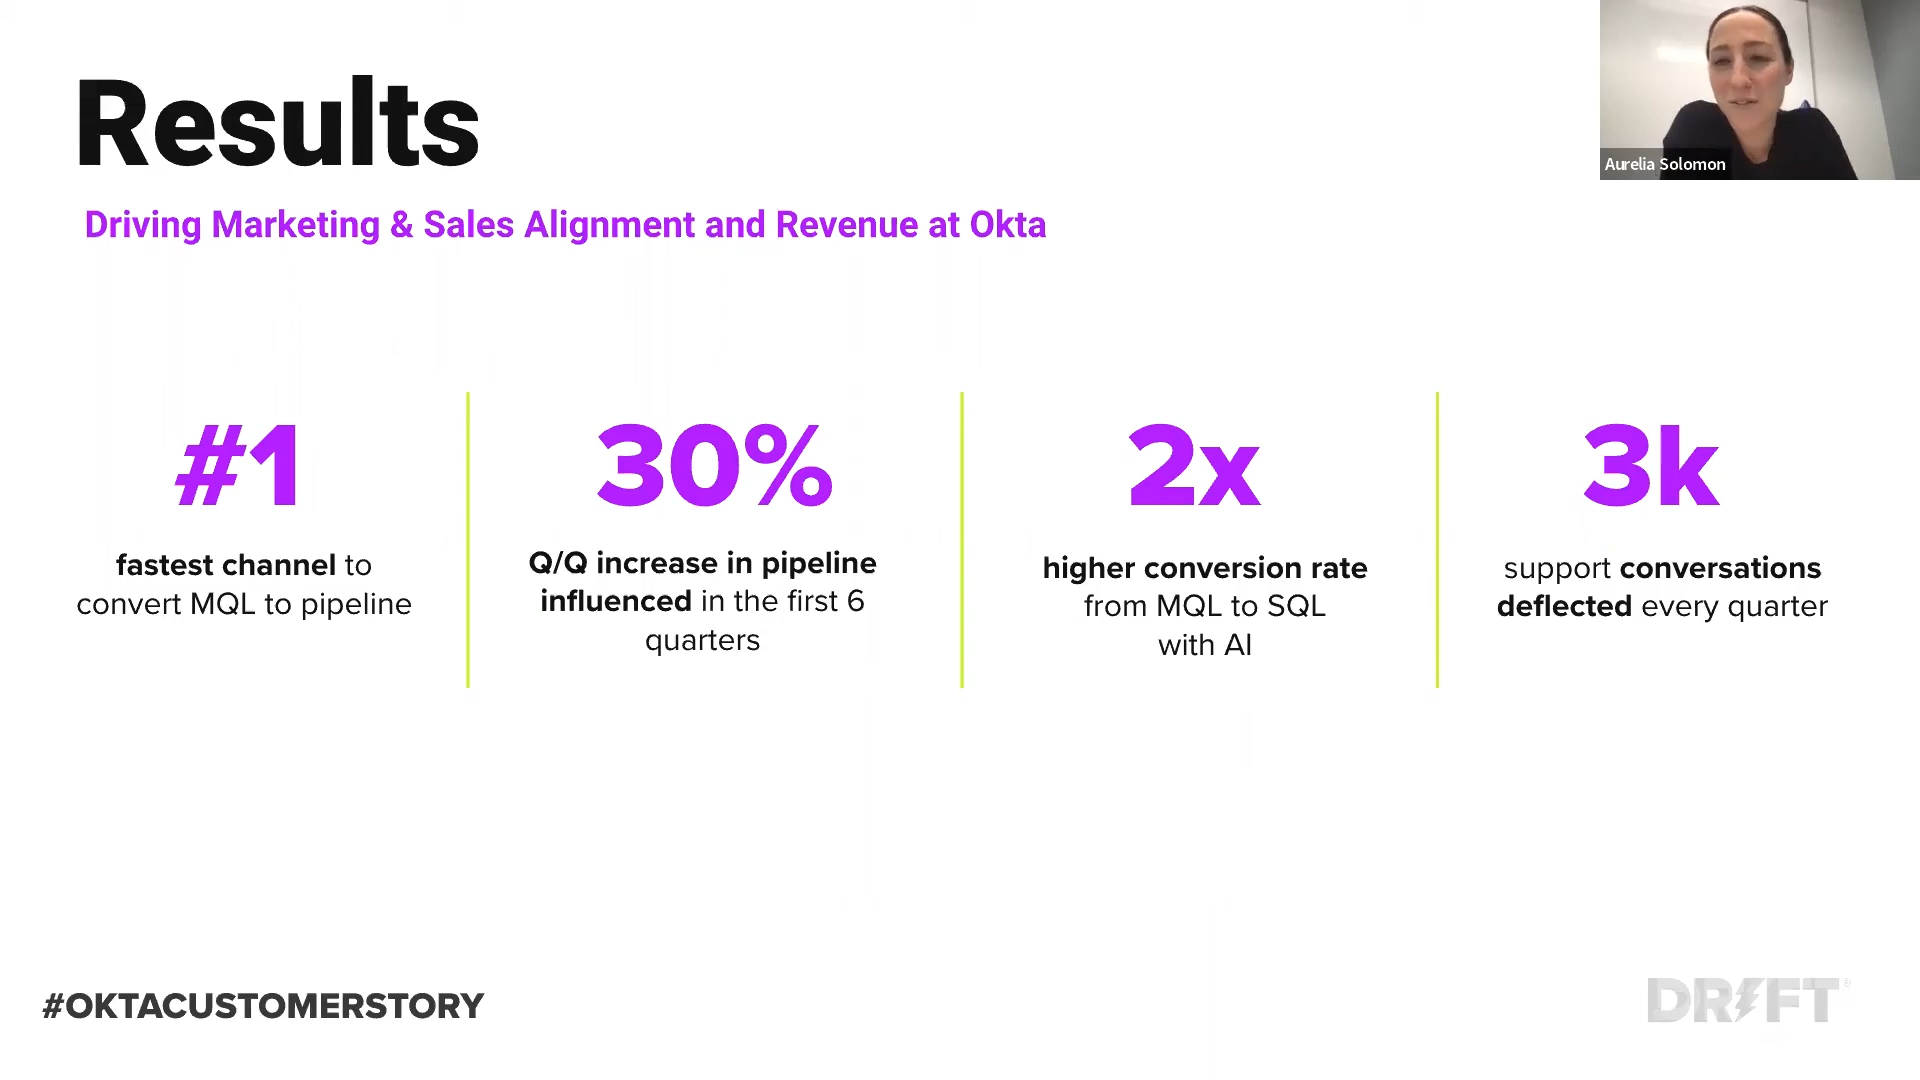 Results
Aurelia Solomon
Driving Marketing & Sales Alignment and Revenue at Okta
#1
fastest channel to
convert MQL to pipeline
30%
Q/Q increase in pipeline
influenced in the first 6
quarters
2x
higher conversion rate
from MQL to SQL
with AI
3k
support conversations
deflected every quarter
#OKTACUSTOMERSTORY
DRIFT®